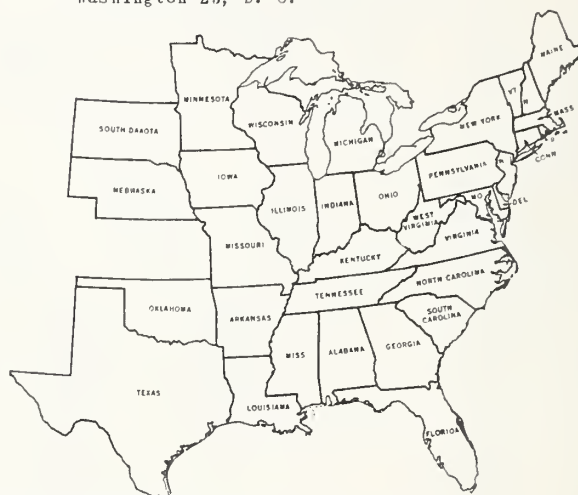 Washington 25, D. C.
MAINE
VT
N
MASS
MINNESOTA
NEW YORK
WISCONSIN
SOUTH DAKOTA
MICHIGAN
CONN
PENNSYLVANIA
IOWA
NEBRASKA
OHIO
ILLINOIS
INDIANA
DEL
WEST
VIRGINIA
VIRGINIA
MISSOURI
KENTUCKY
NORTH CAROLINA
TENNESSEE
OKLAHOMA
ARKANSAS
SOUTH
CAROLINA
MISS
ALABAMA
GEORGIA
TEXAS
LOUISIANA
FLORIDA